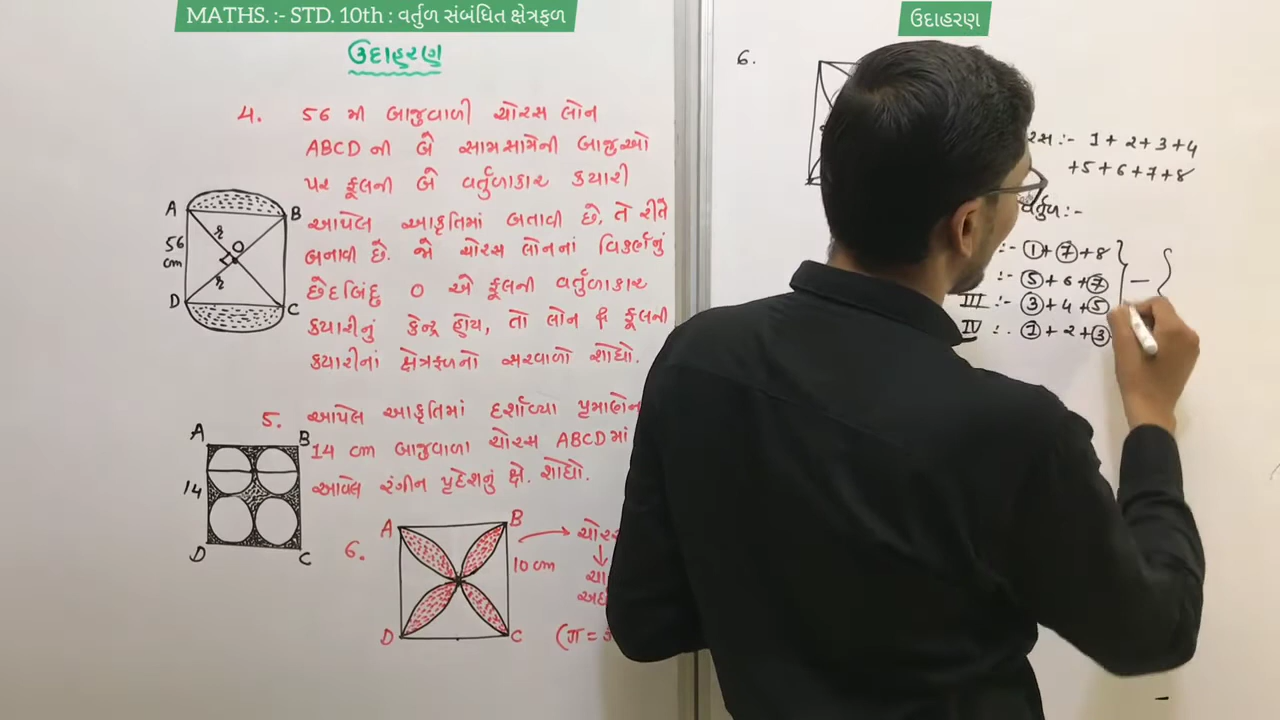 MATHS. :- STD. 10th : વર્તુળ સંબંધિત ક્ષેત્રફળ
ઉદાહરણ
4. 56 મી બાજુવાળી ચોરસ લોન
ABCD ની બે સામસામેની બાજુઓ
પર ફૂલની બે વર્તુળાકાર ક્યારી
આપેલ આકૃતિમાં બતાવી છે, તે રીતે
બનાવી છે. જો ચોરસ લોનનાં વિકર્ણનું
છેદબિંદુ O એ ફૂલની વર્તુળાકાર
ક્યારીનું કેન્દ્ર હોય, તો લોન & ફૂલની
ક્યારીનાં ક્ષેત્રફળનો સરવાળો શોધો.
A
B
56
cm
r
O
r
D
C
5. આપેલ આકૃતિમાં દર્શાવ્યા પ્રમાણેના
14 cm બાજુવાળા ચોરસ ABCD માં
આપેલ રંગીન પ્રદેશનું ક્ષે. શોધો.
A
B
14
D
C
6.
A
B
10 cm
D
C
(π =
ઉદાહરણ
6.
:- 1 + 2 + 3 + 4
+5 + 6 + 7 + 8
વર્તુળ :-
:- 1 + 7 + 8
:- 5 + 6 + 7
III :- 3 + 4 + 5
IV :. 1 + 2 + 3